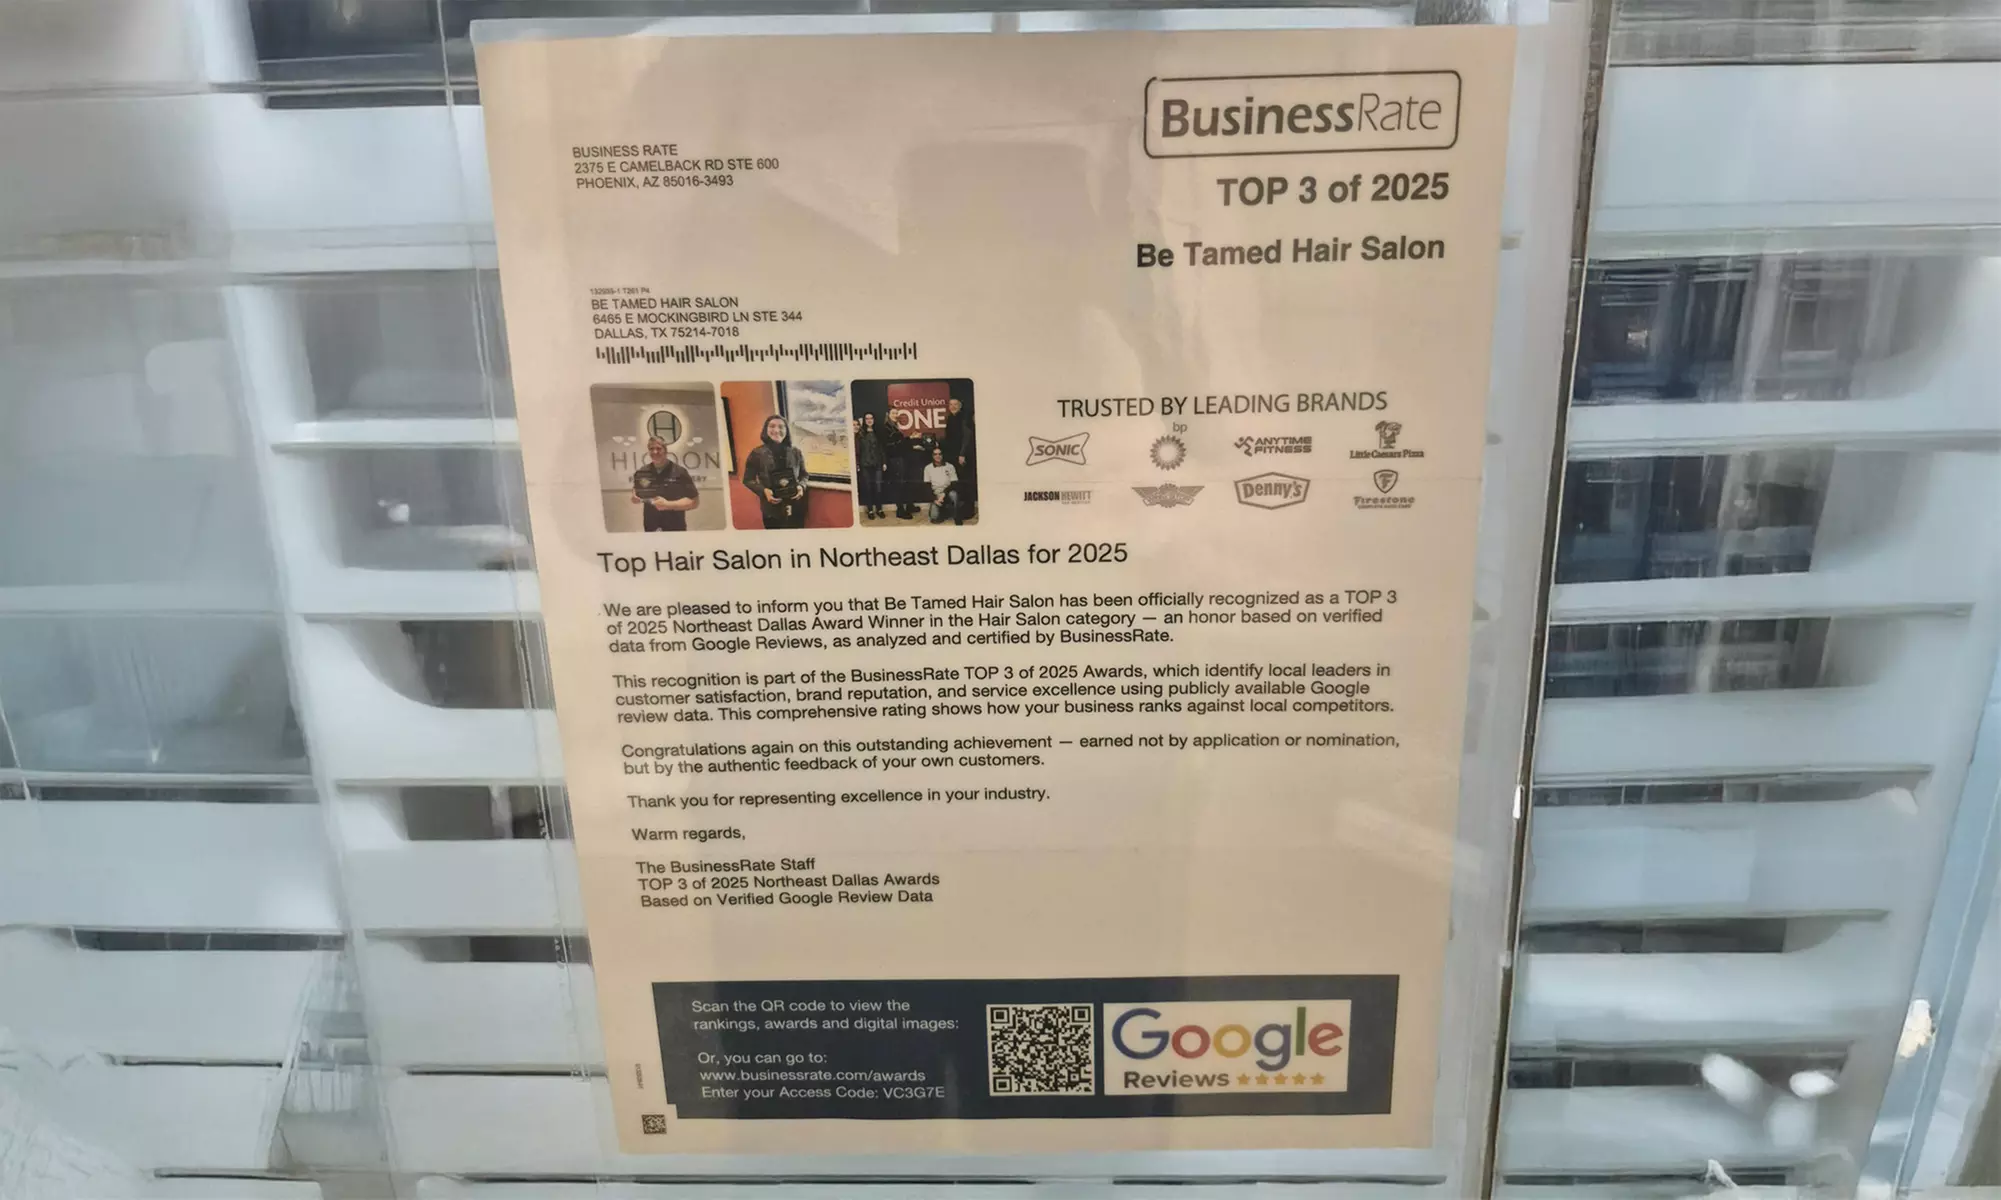 BusinessRate
BUSINESS RATE
2375 E CAMELBACK RD STE 600
PHOENIX, AZ 85016-3493
TOP 3 of 2025
Be Tamed Hair Salon
BE TAMED HAIR SALON
6465 E MOCKINGBIRD LN STE 344
DALLAS, TX 75214-7018
Credit Union
ONE
H
TRUSTED BY LEADING BRANDS
SONIC
bp
ANYTIME
FITNESS
Little Caesars Pizza
JACKSON HEWITT
Denny's
Firestone
COMPLETE AUTO CARE
Top Hair Salon in Northeast Dallas for 2025
We are pleased to inform you that Be Tamed Hair Salon has been officially recognized as a TOP 3
of 2025 Northeast Dallas Award Winner in the Hair Salon category — an honor based on verified
data from Google Reviews, as analyzed and certified by BusinessRate.
This recognition is part of the BusinessRate TOP 3 of 2025 Awards, which identify local leaders in
customer satisfaction, brand reputation, and service excellence using publicly available Google
review data. This comprehensive rating shows how your business ranks against local competitors.
Congratulations again on this outstanding achievement — earned not by application or nomination,
but by the authentic feedback of your own customers.
Thank you for representing excellence in your industry.
Warm regards,
The BusinessRate Staff
TOP 3 of 2025 Northeast Dallas Awards
Based on Verified Google Review Data
Scan the QR code to view the
rankings, awards and digital images:
Or, you can go to:
www.businessrate.com/awards
Enter your Access Code: VC3G7E
Google
Reviews